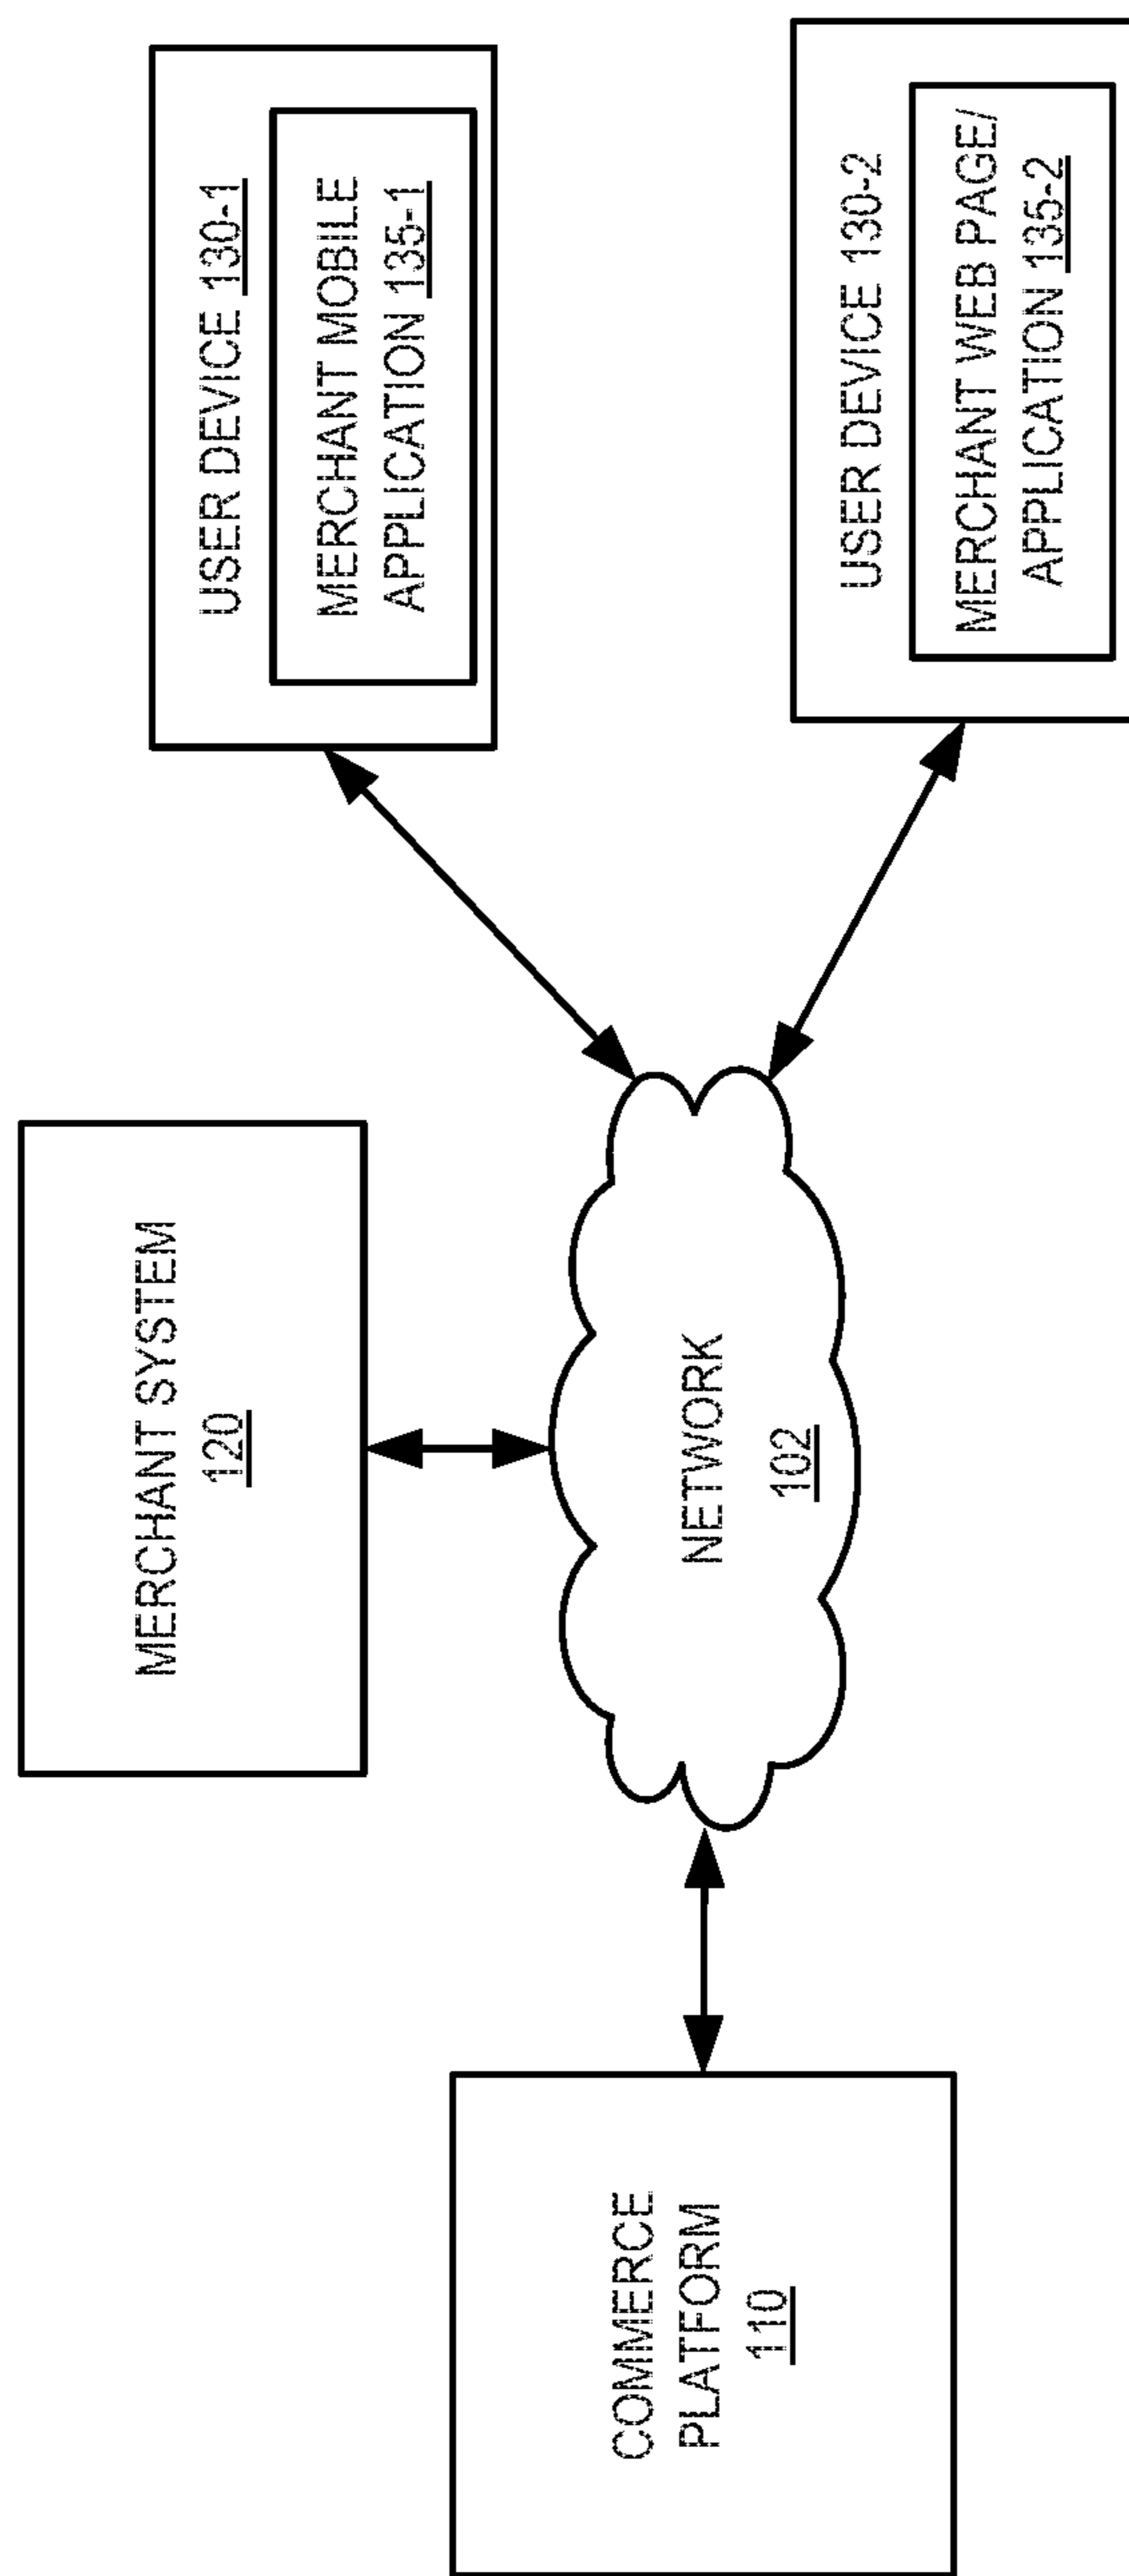 MERCHANT SYSTEM
120
USER DEVICE 130-1
MERCHANT MOBILE
APPLICATION 135-1
COMMERCE
PLATFORM
110
NETWORK
102
USER DEVICE 130-2
MERCHANT WEB PAGE/
APPLICATION 135-2